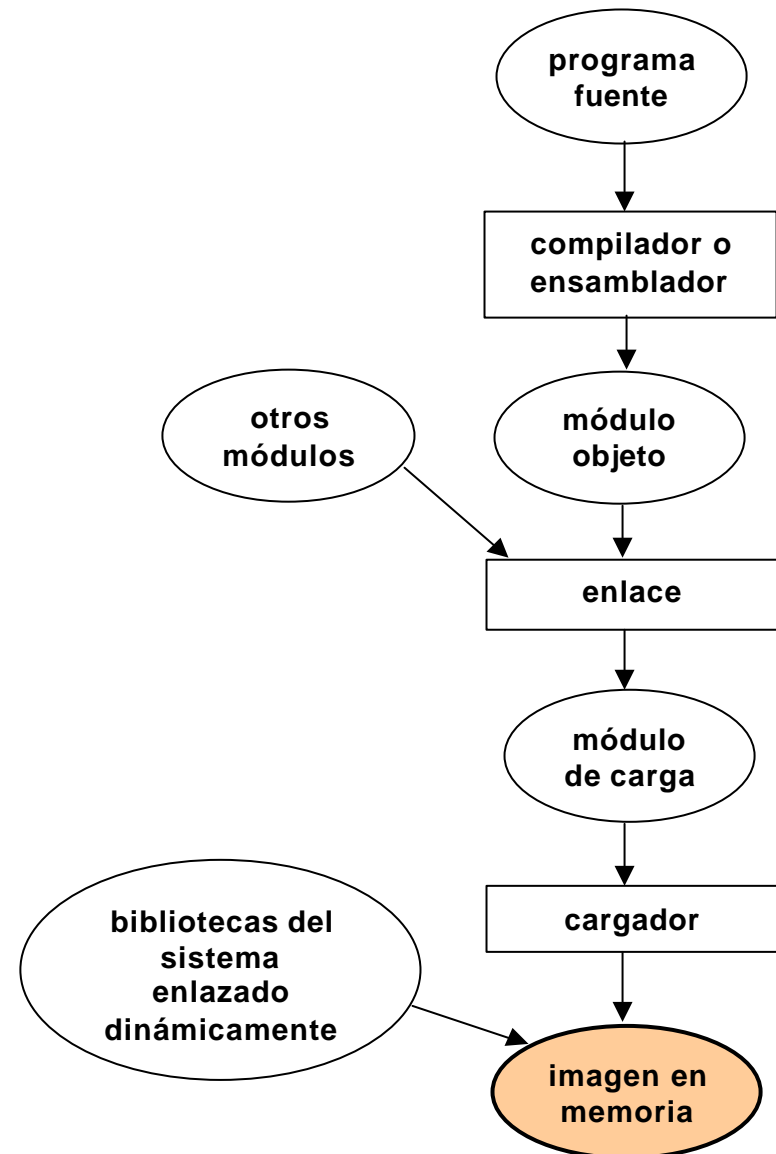 programa
fuente
compilador o
ensamblador
otros
módulos
módulo
objeto
enlace
módulo
de carga
cargador
bibliotecas del
sistema
enlazado
dinámicamente
imagen en
memoria